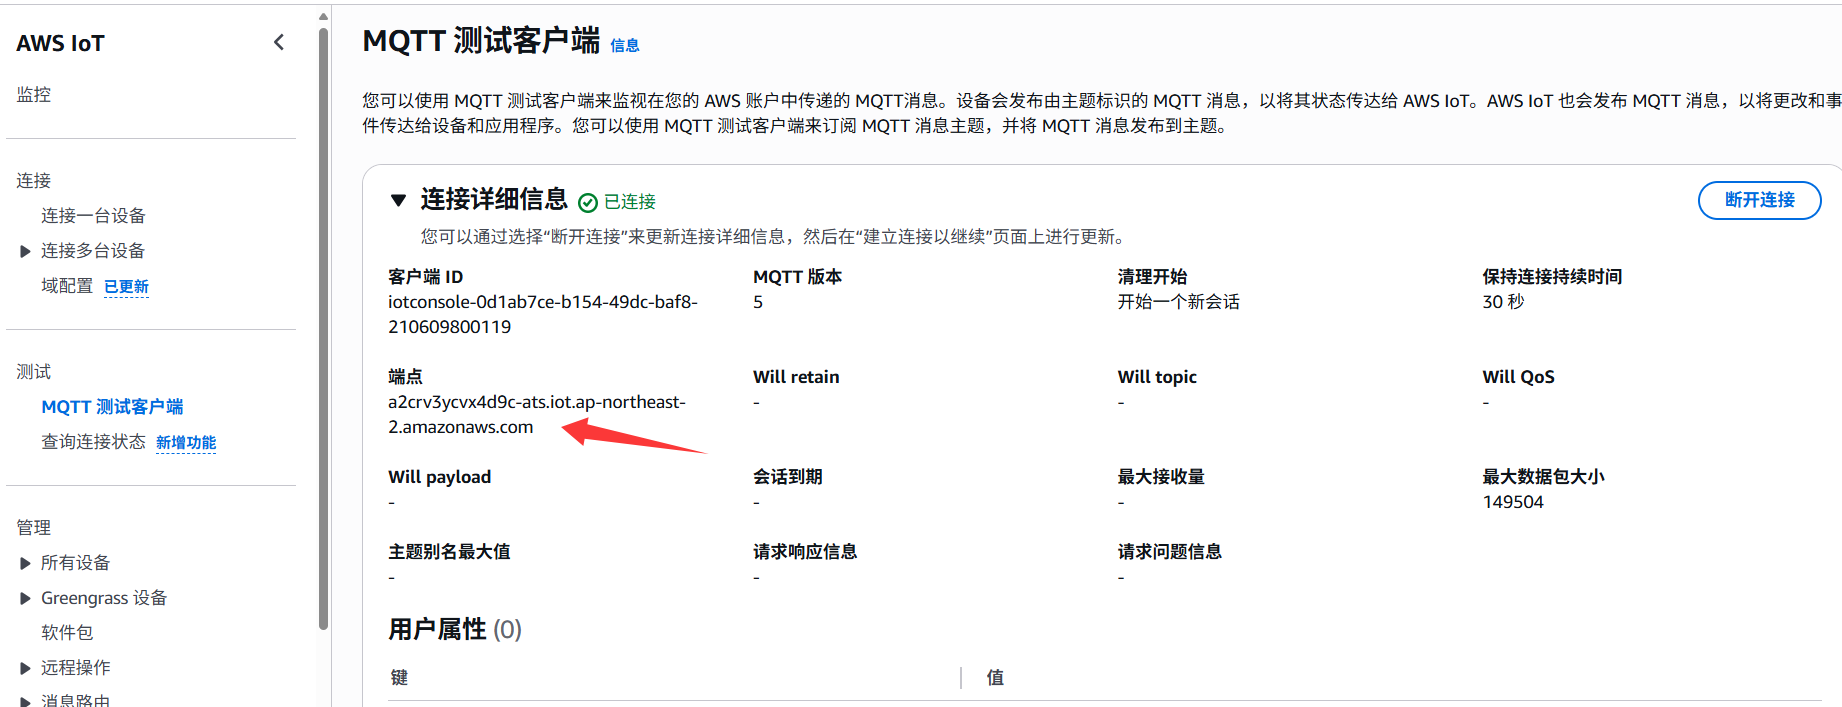 AWS IoT
监控
连接
连接一台设备
连接多台设备
域配置 已更新
测试
MQTT 测试客户端
查询连接状态 新增功能
管理
所有设备
Greengrass 设备
软件包
远程操作
消息路由
MQTT 测试客户端 信息
您可以使用 MQTT 测试客户端来监视在您的 AWS 账户中传递的 MQTT消息。设备会发布由主题标识的 MQTT 消息，以将其状态传达给 AWS IoT。AWS IoT 也会发布 MQTT 消息，以将更改和事
件传达给设备和应用程序。您可以使用 MQTT 测试客户端来订阅 MQTT 消息主题，并将 MQTT 消息发布到主题。
连接详细信息 已连接
断开连接
您可以通过选择“断开连接”来更新连接详细信息，然后在“建立连接以继续”页面上进行更新。
客户端 ID
iotconsole-0d1ab7ce-b154-49dc-baf8-
210609800119
MQTT 版本
5
清理开始
开始一个新会话
保持连接持续时间
30 秒
端点
a2crv3ycvx4d9c-ats.iot.ap-northeast-
2.amazonaws.com
Will retain
-
Will topic
-
Will QoS
-
Will payload
-
会话到期
-
最大接收量
-
最大数据包大小
149504
主题别名最大值
-
请求响应信息
-
请求问题信息
-
用户属性 (0)
键
值